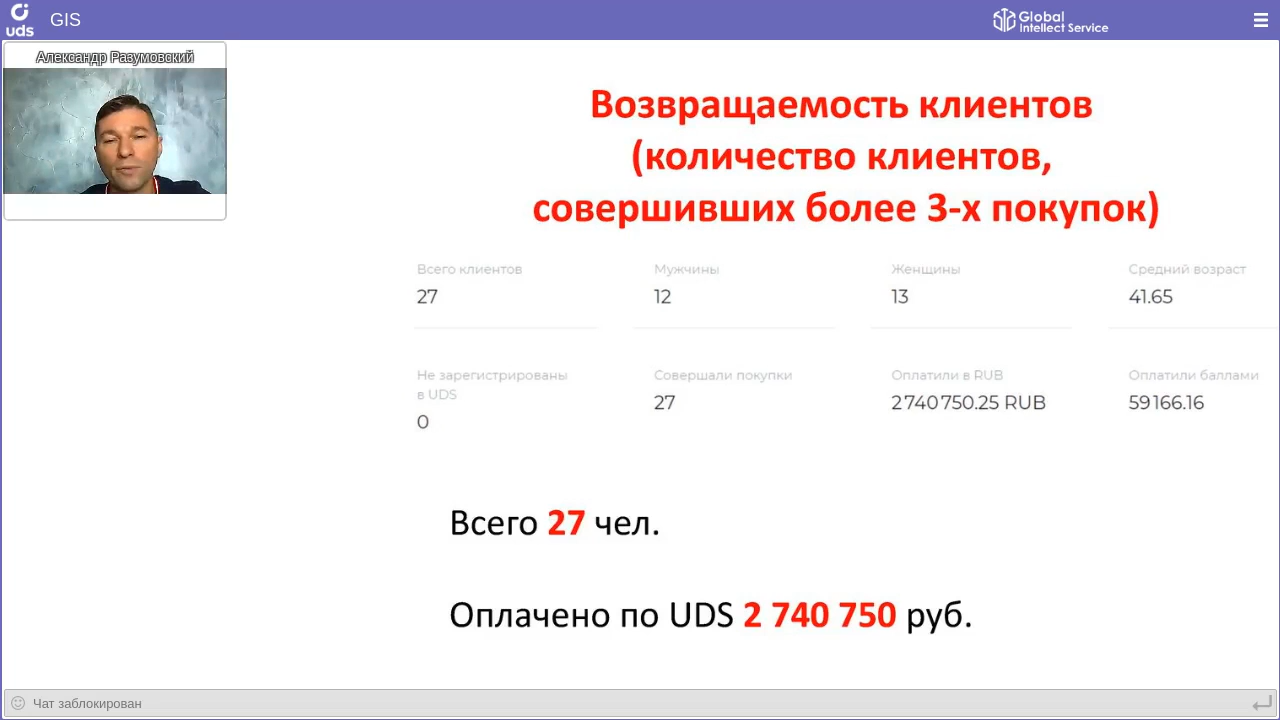 uds
GIS
Global
Intellect Service
Александр Разумовский
Возвращаемость клиентов
(количество клиентов,
совершивших более 3-х покупок)
Всего клиентов
27
Мужчины
12
Женщины
13
Средний возраст
41.65
Не зарегистрированы
в UDS
0
Совершали покупки
27
Оплатили в RUB
2 740 750.25 RUB
Оплатили баллами
59 166.16
Всего 27 чел.
Оплачено по UDS 2 740 750 руб.
Чат заблокирован